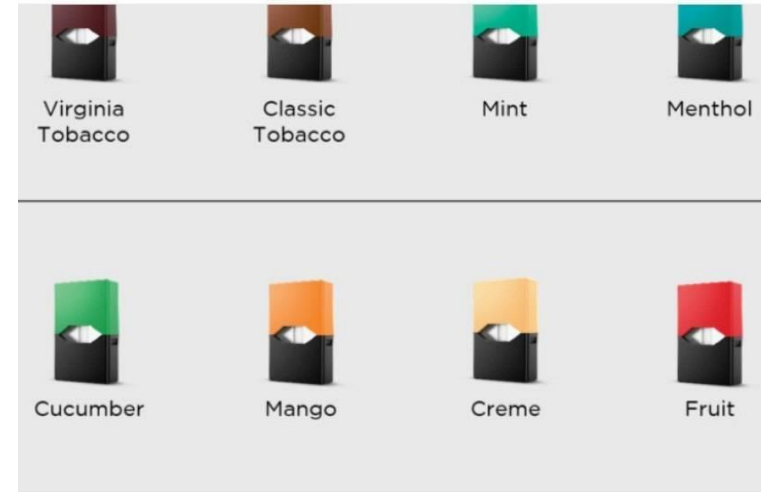 Virginia
Tobacco
Classic
Tobacco
Mint
Menthol
Cucumber
Mango
Creme
Fruit